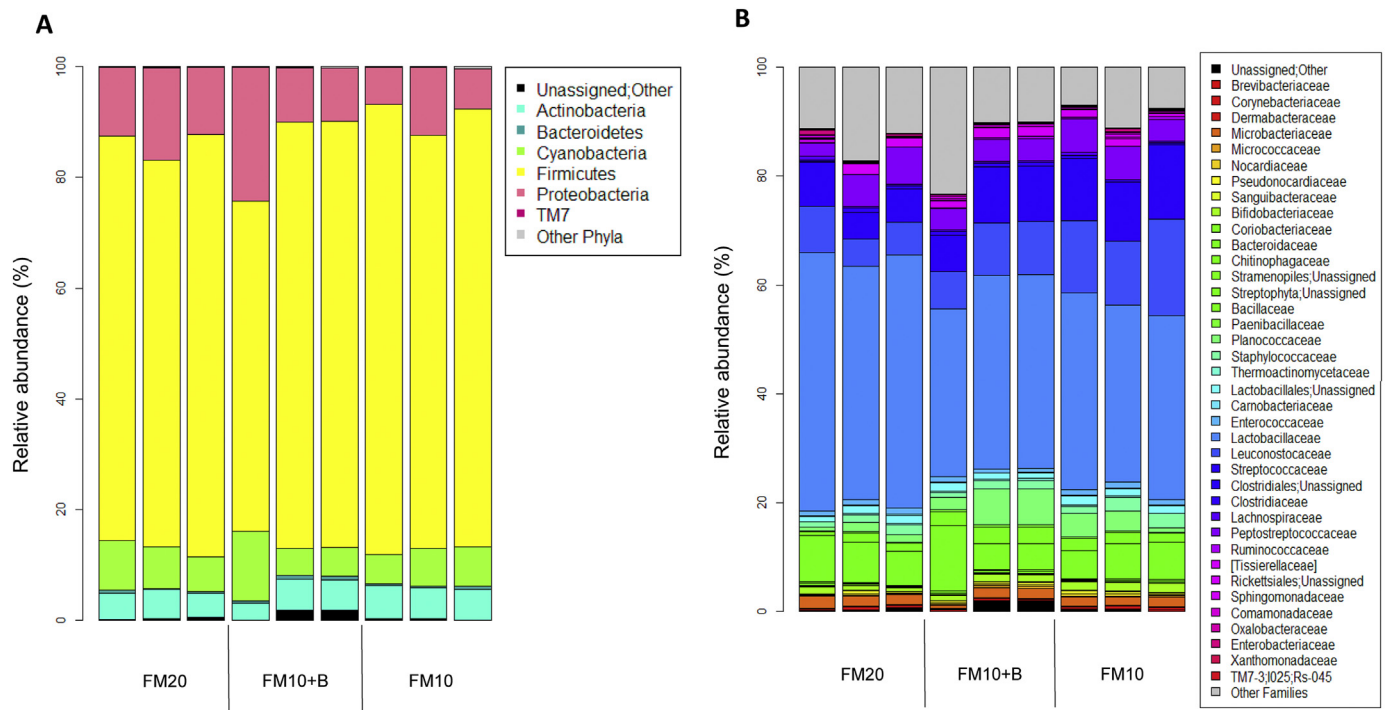 A
Relative abundance (%)
100
80
60
40
20
0
FM20
FM10+B
FM10
Unassigned;Other
Actinobacteria
Bacteroidetes
Cyanobacteria
Firmicutes
Proteobacteria
TM7
Other Phyla
B
Relative abundance (%)
100
80
60
40
20
0
FM20
FM10+B
FM10
Unassigned;Other
Brevibacteriaceae
Corynebacteriaceae
Dermabacteraceae
Microbacteriaceae
Micrococcaceae
Nocardiaceae
Pseudonocardiaceae
Sanguibacteraceae
Bifidobacteriaceae
Coriobacteriaceae
Bacteroidaceae
Chitinophagaceae
Stramenopiles;Unassigned
Streptophyta;Unassigned
Bacillaceae
Paenibacillaceae
Planococcaceae
Staphylococcaceae
Thermoactinomycetaceae
Lactobacillales;Unassigned
Carnobacteriaceae
Enterococcaceae
Lactobacillaceae
Leuconostocaceae
Streptococcaceae
Clostridiales;Unassigned
Clostridiaceae
Lachnospiraceae
Peptostreptococcaceae
Ruminococcaceae
[Tissierellaceae]
Rickettsiales;Unassigned
Sphingomonadaceae
Comamonadaceae
Oxalobacteraceae
Enterobacteriaceae
Xanthomonadaceae
TM7-3;I025;Rs-045
Other Families